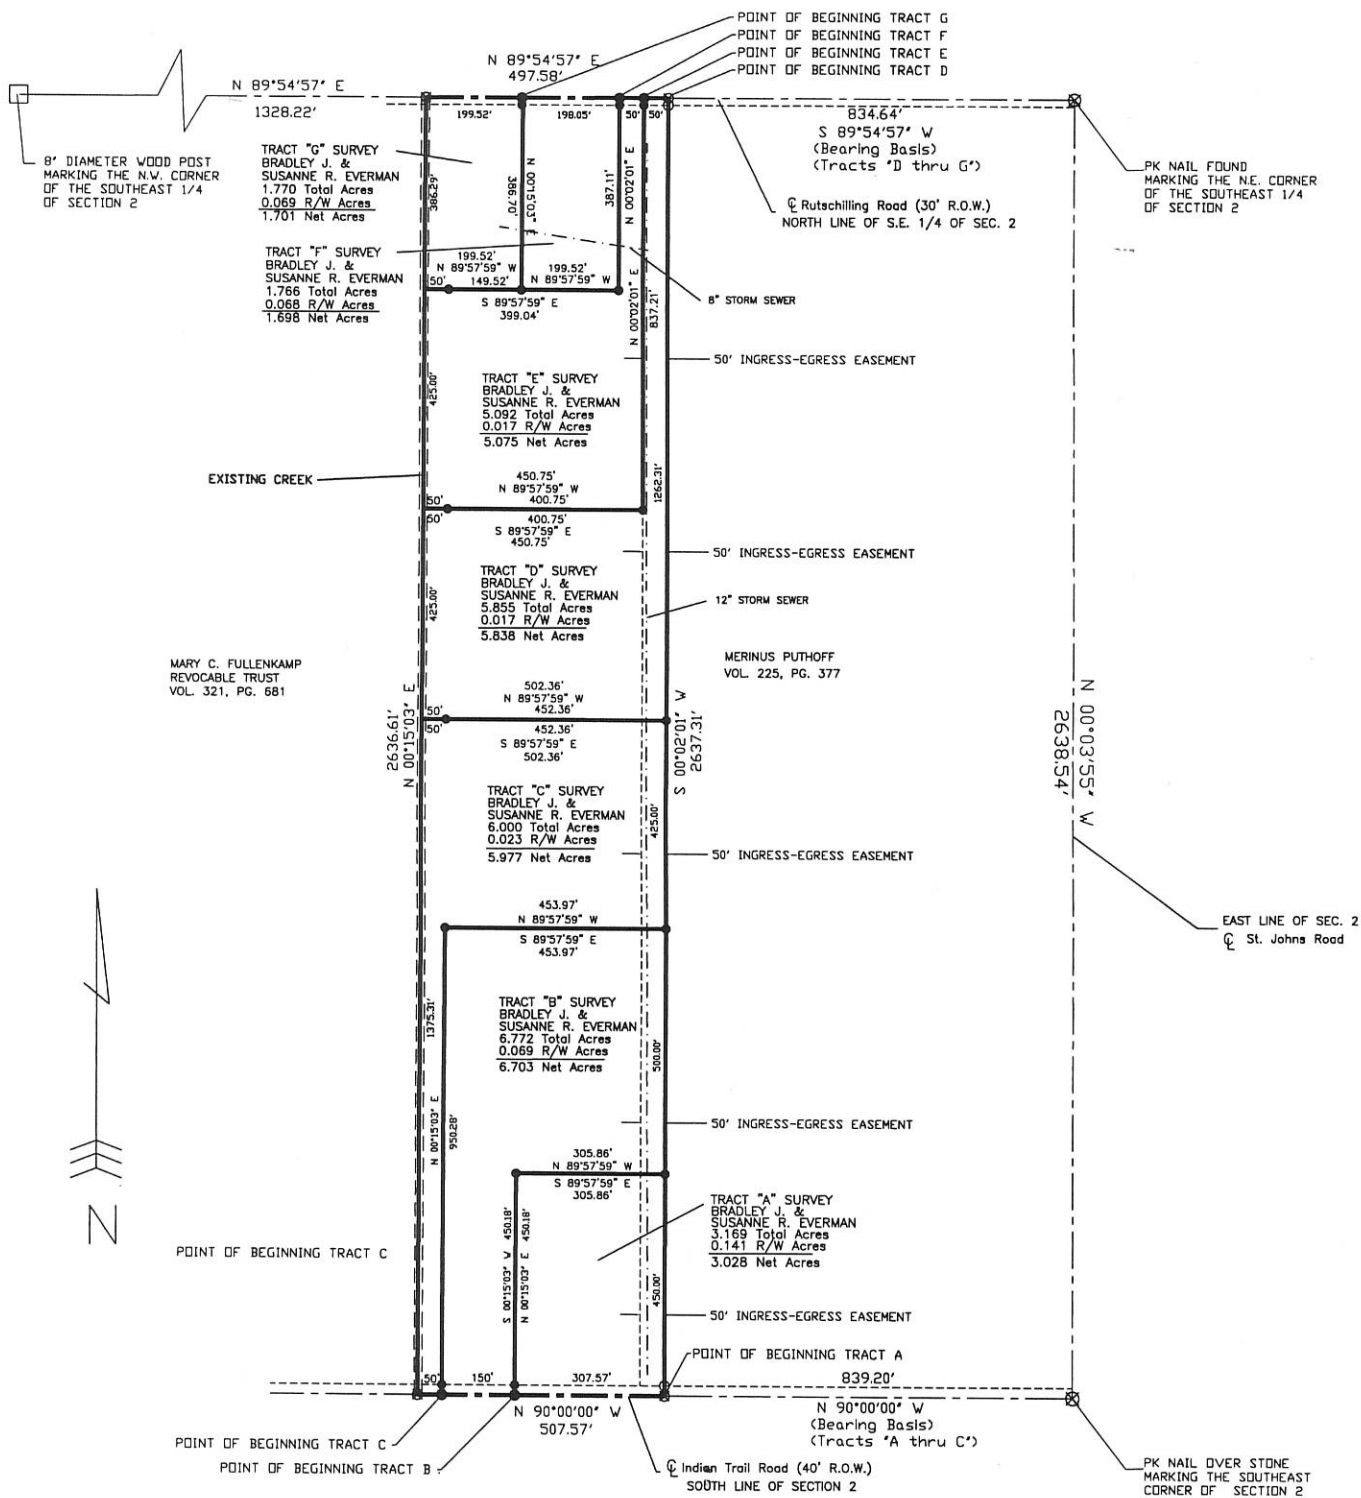 POINT OF BEGINNING TRACT G
POINT OF BEGINNING TRACT F
POINT OF BEGINNING TRACT E
POINT OF BEGINNING TRACT D
N 89°54'57" E
497.58'
N 89°54'57" E
1328.22'
199.52'
198.05'
50'
50'
834.64'
S 89°54'57" W
(Bearing Basis)
(Tracts "D thru G")
8" DIAMETER WOOD POST
MARKING THE N.W. CORNER
OF THE SOUTHEAST 1/4
OF SECTION 2
PK NAIL FOUND
MARKING THE N.E. CORNER
OF THE SOUTHEAST 1/4
OF SECTION 2
TRACT "G" SURVEY
BRADLEY J. &
SUSANNE R. EVERMAN
1.770 Total Acres
0.069 R/W Acres
1.701 Net Acres
386.29'
N 00°15'03" E
386.70'
387.11'
N 00°02'01" E
℄ Rutschilling Road (30' R.O.W.)
NORTH LINE OF S.E. 1/4 OF SEC. 2
TRACT "F" SURVEY
BRADLEY J. &
SUSANNE R. EVERMAN
1.766 Total Acres
0.068 R/W Acres
1.698 Net Acres
199.52'
N 89°57'59" W
50'
149.52'
199.52'
N 89°57'59" W
S 89°57'59" E
399.04'
N 00°02'01" E
837.21'
8" STORM SEWER
50' INGRESS-EGRESS EASEMENT
425.00'
TRACT "E" SURVEY
BRADLEY J. &
SUSANNE R. EVERMAN
5.092 Total Acres
0.017 R/W Acres
5.075 Net Acres
EXISTING CREEK
1262.31'
450.75'
N 89°57'59" W
50'
400.75'
50'
400.75'
S 89°57'59" E
450.75'
50' INGRESS-EGRESS EASEMENT
425.00'
TRACT "D" SURVEY
BRADLEY J. &
SUSANNE R. EVERMAN
5.855 Total Acres
0.017 R/W Acres
5.838 Net Acres
12" STORM SEWER
MARY C. FULLENKAMP
REVOCABLE TRUST
VOL. 321, PG. 681
MERINUS PUTHOFF
VOL. 225, PG. 377
2636.61'
N 00°15'03" E
502.36'
N 89°57'59" W
50'
452.36'
50'
452.36'
S 89°57'59" E
502.36'
S 00°02'01" W
2637.31'
N 00°03'55" W
2638.54'
TRACT "C" SURVEY
BRADLEY J. &
SUSANNE R. EVERMAN
6.000 Total Acres
0.023 R/W Acres
5.977 Net Acres
425.00'
50' INGRESS-EGRESS EASEMENT
453.97'
N 89°57'59" W
S 89°57'59" E
453.97'
EAST LINE OF SEC. 2
℄ St. Johns Road
1375.31'
TRACT "B" SURVEY
BRADLEY J. &
SUSANNE R. EVERMAN
6.772 Total Acres
0.069 R/W Acres
6.703 Net Acres
500.00'
N 00°15'03" E
950.28'
50' INGRESS-EGRESS EASEMENT
305.86'
N 89°57'59" W
S 89°57'59" E
305.86'
S 00°15'03" W 450.18'
N 00°15'03" E 450.18'
TRACT "A" SURVEY
BRADLEY J. &
SUSANNE R. EVERMAN
3.169 Total Acres
0.141 R/W Acres
3.028 Net Acres
N
POINT OF BEGINNING TRACT C
450.00'
50' INGRESS-EGRESS EASEMENT
POINT OF BEGINNING TRACT A
50'
150'
307.57'
839.20'
N 90°00'00" W
507.57'
N 90°00'00" W
(Bearing Basis)
(Tracts "A thru C")
POINT OF BEGINNING TRACT C
POINT OF BEGINNING TRACT B
℄ Indian Trail Road (40' R.O.W.)
SOUTH LINE OF SECTION 2
PK NAIL OVER STONE
MARKING THE SOUTHEAST
CORNER OF SECTION 2